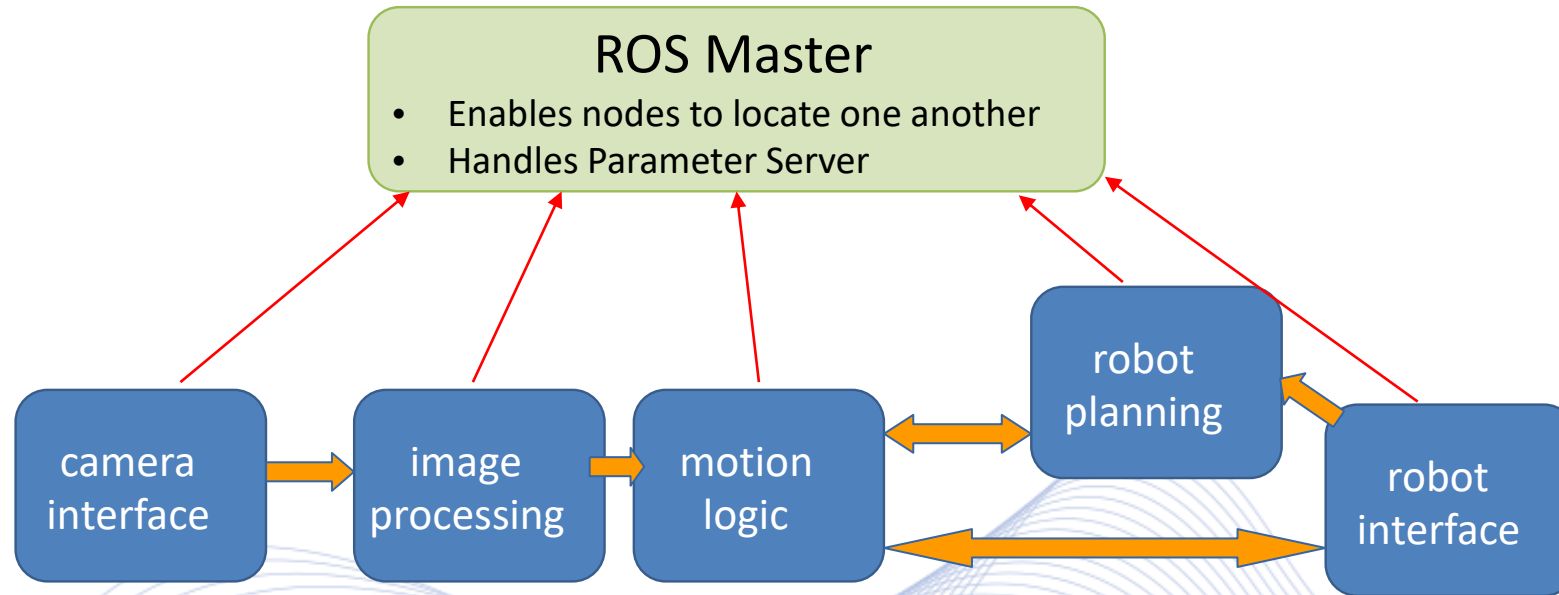 ROS Master
• Enables nodes to locate one another
• Handles Parameter Server
camera
interface
image
processing
motion
logic
robot
planning
robot
interface